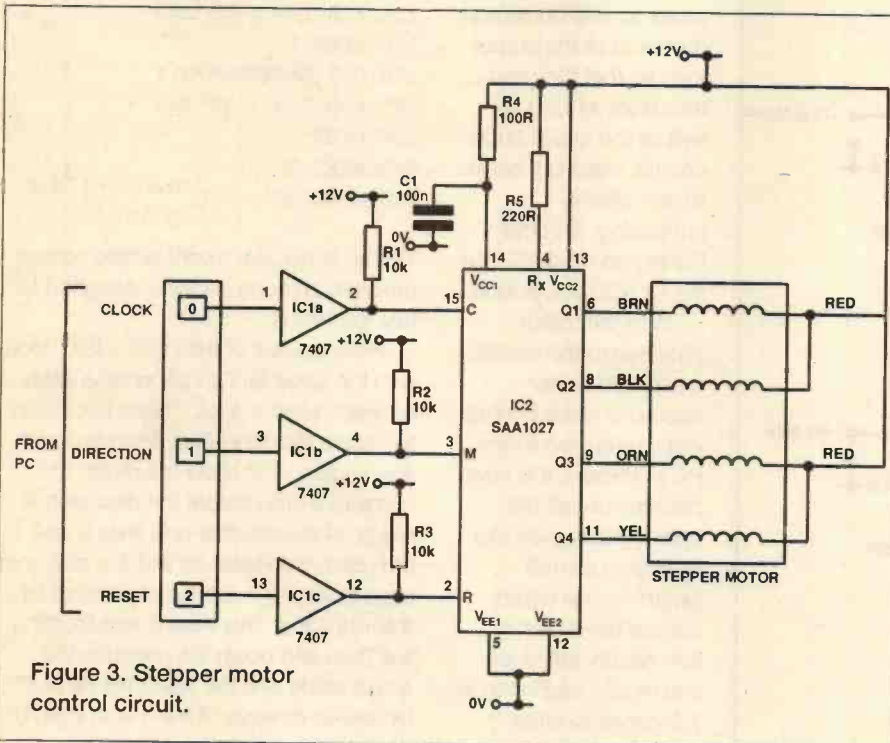 +12V
R4
100R
C1
100n
+12V
0V
R1
10k
R5
220R
14 4 13
VCC1 RX VCC2
CLOCK 0 1 IC1a 2 15 C
7407
Q1 6 BRN RED
+12V
R2
10k
Q2 8 BLK
IC2
SAA1027
FROM
PC
DIRECTION 1 3 IC1b 4 3 M
7407
Q3 9 ORN RED
+12V
R3
10k
Q4 11 YEL
STEPPER MOTOR
RESET 2 13 IC1c 12 2 R
7407
VEE1 VEE2
5 12
0V
Figure 3. Stepper motor
control circuit.